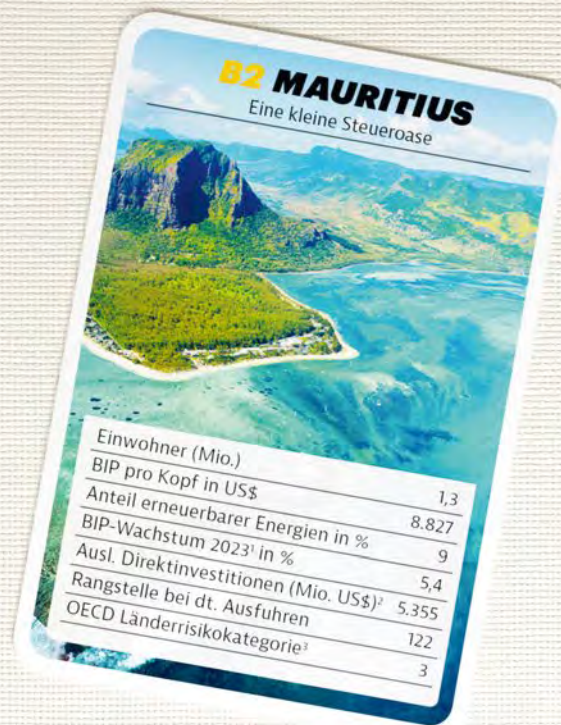 B2 MAURITIUS
Eine kleine Steueroase
Einwohner (Mio.) 1,3
BIP pro Kopf in US$ 8.827
Anteil erneuerbarer Energien in % 9
BIP-Wachstum 2023¹ in % 5,4
Ausl. Direktinvestitionen (Mio. US$)² 5.355
Rangstelle bei dt. Ausfuhren 122
OECD Länderrisikokategorie³ 3